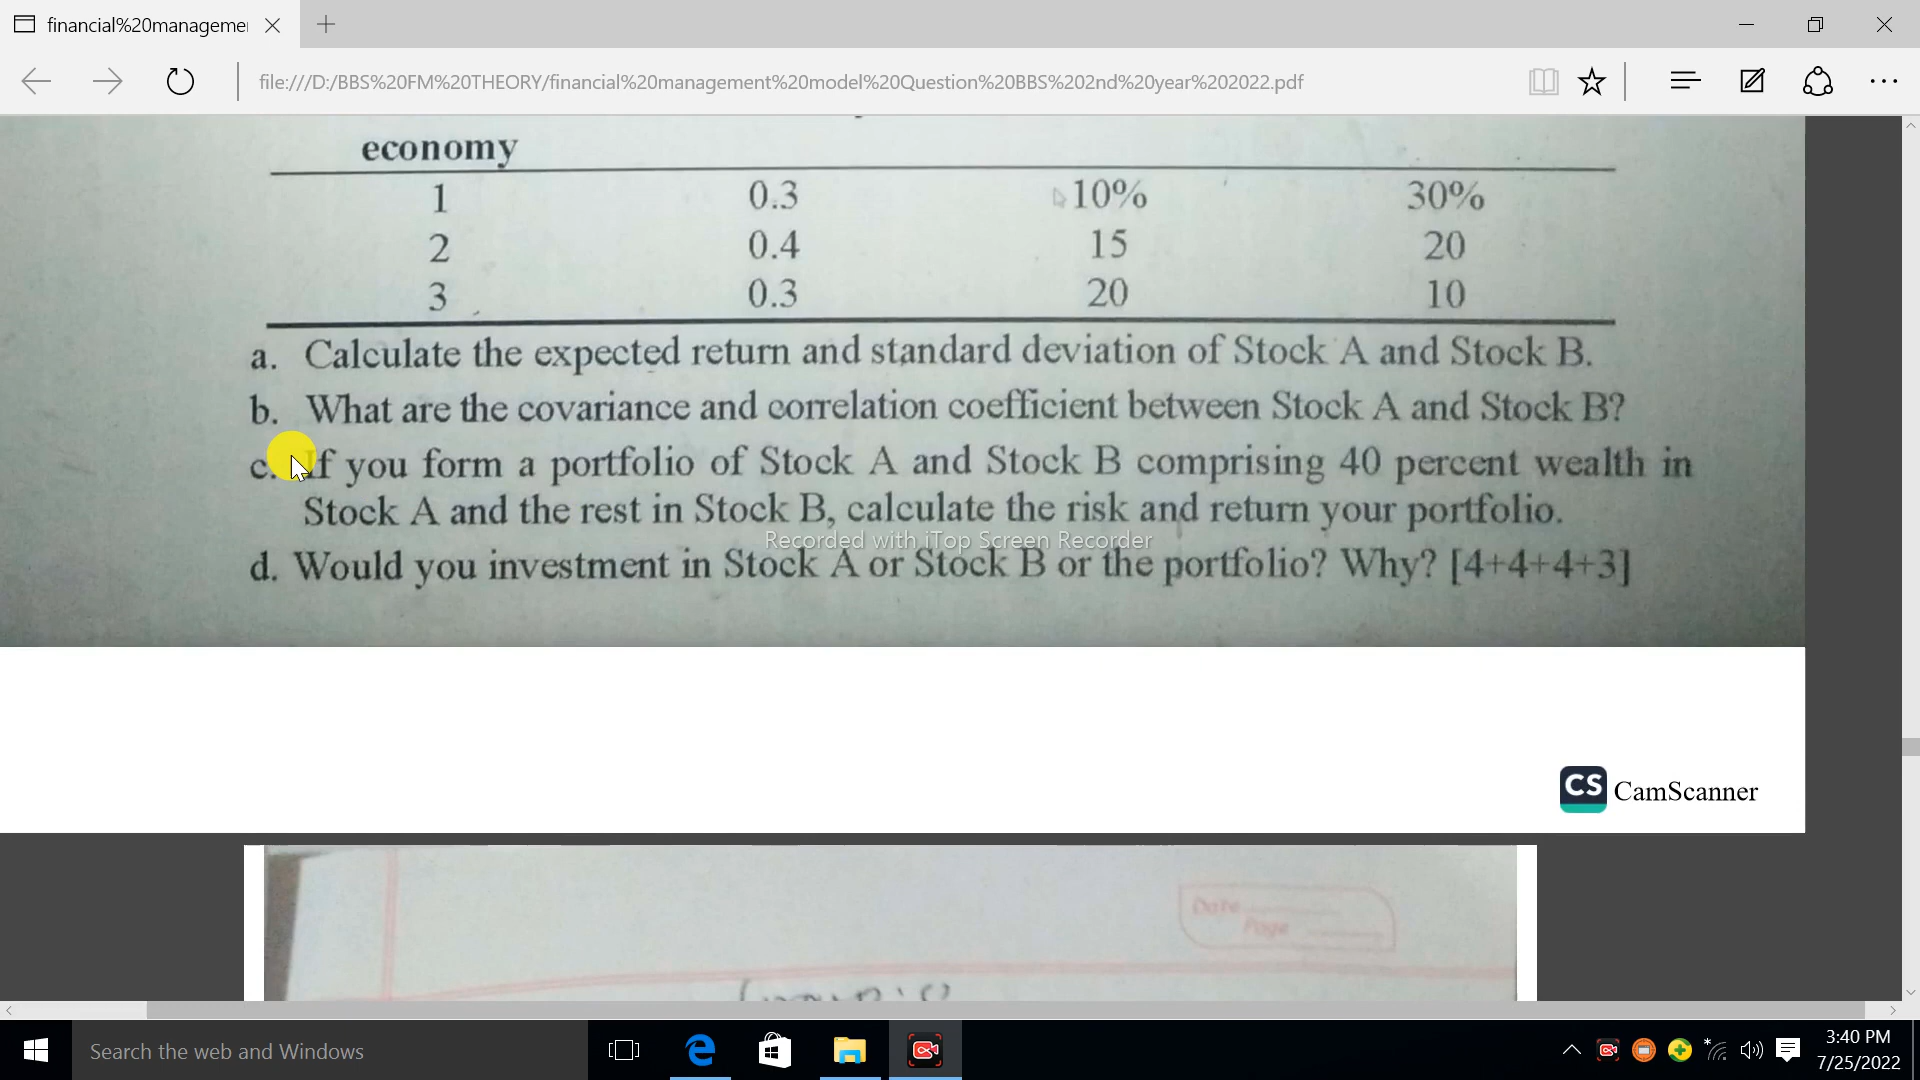 financial%20manageme
file:///D:/BBS%20FM%20THEORY/financial%20management%20model%20Question%20BBS%202nd%20year%202022.pdf
economy
1 0.3 10% 30%
2 0.4 15 20
3 0.3 20 10
a. Calculate the expected return and standard deviation of Stock A and Stock B.
b. What are the covariance and correlation coefficient between Stock A and Stock B?
c. If you form a portfolio of Stock A and Stock B comprising 40 percent wealth in
Stock A and the rest in Stock B, calculate the risk and return your portfolio.
Recorded with iTop Screen Recorder
d. Would you investment in Stock A or Stock B or the portfolio? Why? [4+4+4+3]
CS CamScanner
Date
Page
Search the web and Windows
3:40 PM
7/25/2022